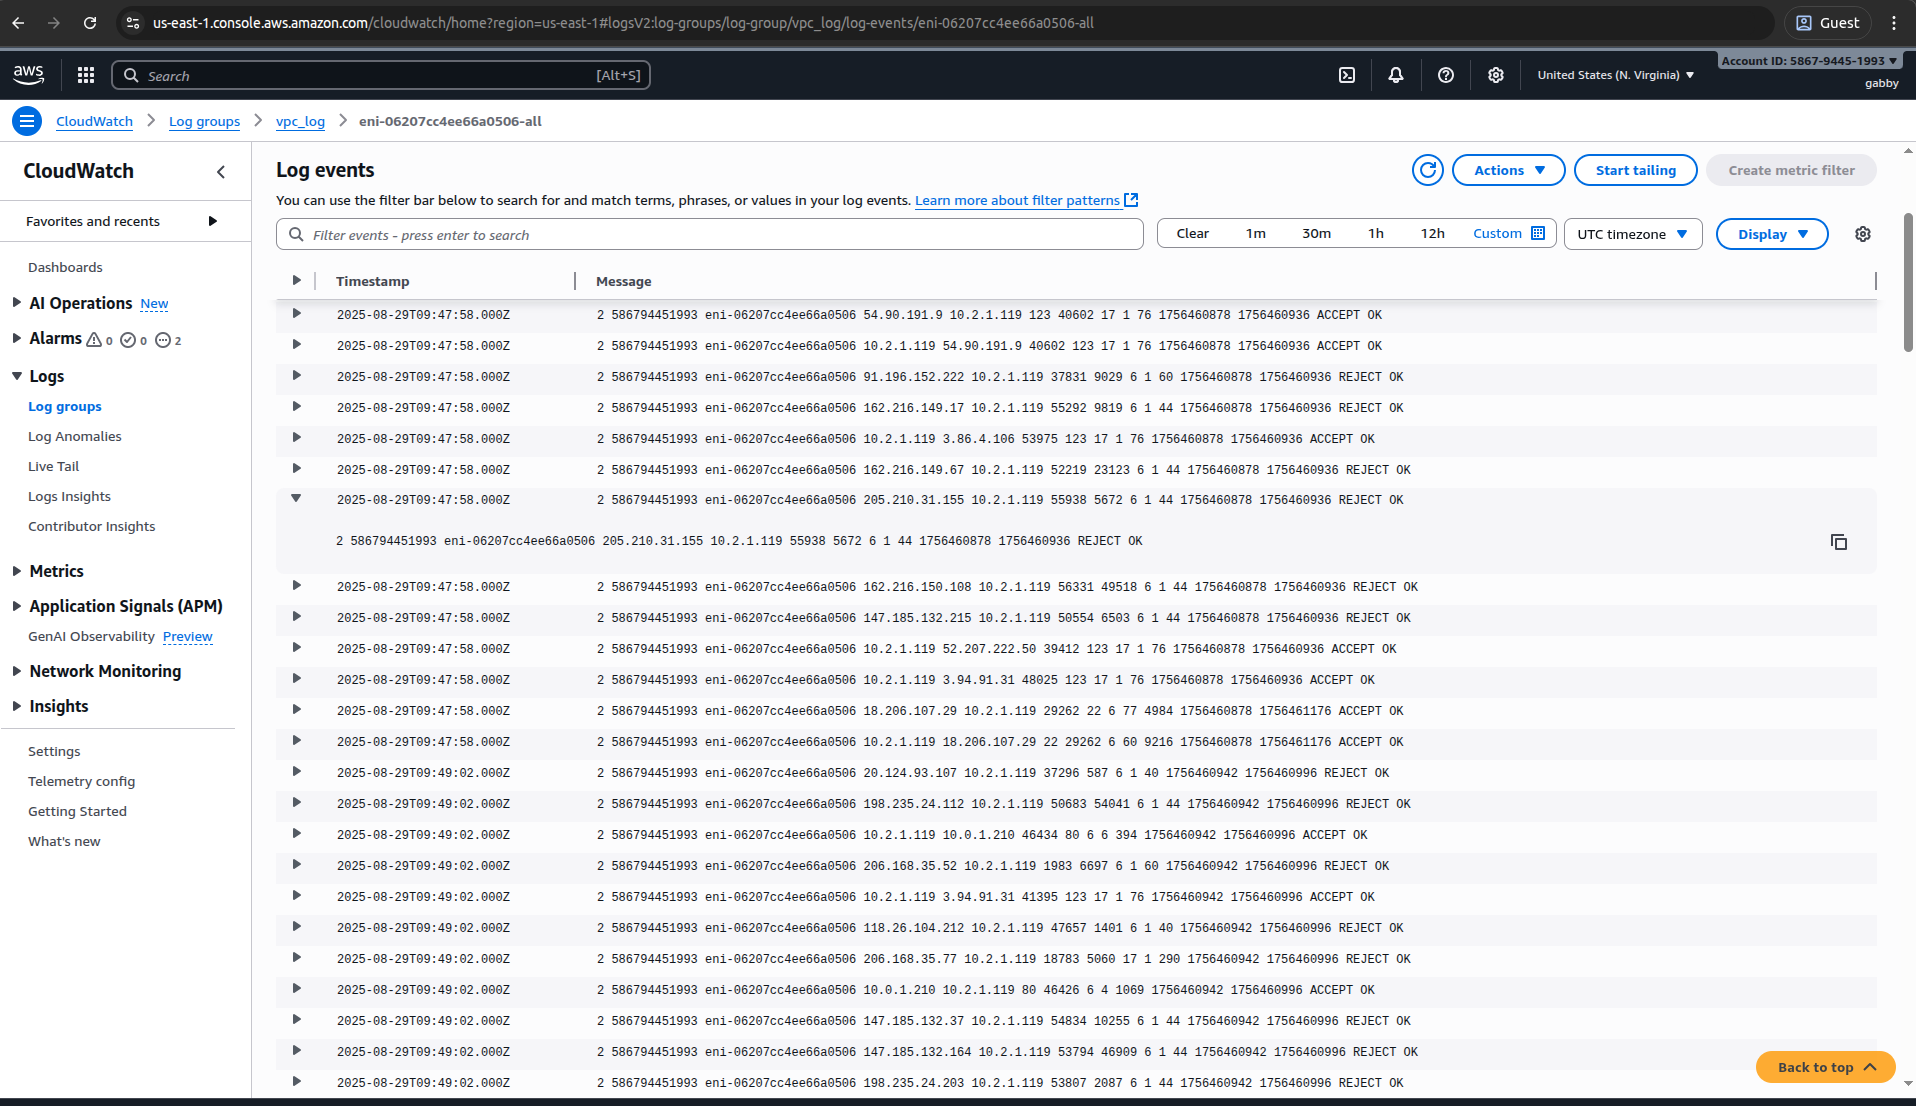 us-east-1.console.aws.amazon.com/cloudwatch/home?region=us-east-1#logsV2:log-groups/log-group/vpc_log/log-events/eni-06207cc4ee66a0506-all
Guest
aws
Search [Alt+S]
United States (N. Virginia)
Account ID: 5867-9445-1993
gabby
CloudWatch > Log groups > vpc_log > eni-06207cc4ee66a0506-all
CloudWatch
Favorites and recents
Dashboards
AI Operations New
Alarms 0 0 2
Logs
Log groups
Log Anomalies
Live Tail
Logs Insights
Contributor Insights
Metrics
Application Signals (APM)
GenAI Observability Preview
Network Monitoring
Insights
Settings
Telemetry config
Getting Started
What's new
Log events
Actions
Start tailing
Create metric filter
You can use the filter bar below to search for and match terms, phrases, or values in your log events. Learn more about filter patterns
Filter events - press enter to search
Clear 1m 30m 1h 12h Custom
UTC timezone
Display
Timestamp Message
2025-08-29T09:47:58.000Z 2 586794451993 eni-06207cc4ee66a0506 54.90.191.9 10.2.1.119 123 40602 17 1 76 1756460878 1756460936 ACCEPT OK
2025-08-29T09:47:58.000Z 2 586794451993 eni-06207cc4ee66a0506 10.2.1.119 54.90.191.9 40602 123 17 1 76 1756460878 1756460936 ACCEPT OK
2025-08-29T09:47:58.000Z 2 586794451993 eni-06207cc4ee66a0506 91.196.152.222 10.2.1.119 37831 9029 6 1 60 1756460878 1756460936 REJECT OK
2025-08-29T09:47:58.000Z 2 586794451993 eni-06207cc4ee66a0506 162.216.149.17 10.2.1.119 55292 9819 6 1 44 1756460878 1756460936 REJECT OK
2025-08-29T09:47:58.000Z 2 586794451993 eni-06207cc4ee66a0506 10.2.1.119 3.86.4.106 53975 123 17 1 76 1756460878 1756460936 ACCEPT OK
2025-08-29T09:47:58.000Z 2 586794451993 eni-06207cc4ee66a0506 162.216.149.67 10.2.1.119 52219 23123 6 1 44 1756460878 1756460936 REJECT OK
2025-08-29T09:47:58.000Z 2 586794451993 eni-06207cc4ee66a0506 205.210.31.155 10.2.1.119 55938 5672 6 1 44 1756460878 1756460936 REJECT OK
2 586794451993 eni-06207cc4ee66a0506 205.210.31.155 10.2.1.119 55938 5672 6 1 44 1756460878 1756460936 REJECT OK
2025-08-29T09:47:58.000Z 2 586794451993 eni-06207cc4ee66a0506 162.216.150.108 10.2.1.119 56331 49518 6 1 44 1756460878 1756460936 REJECT OK
2025-08-29T09:47:58.000Z 2 586794451993 eni-06207cc4ee66a0506 147.185.132.215 10.2.1.119 50554 6503 6 1 44 1756460878 1756460936 REJECT OK
2025-08-29T09:47:58.000Z 2 586794451993 eni-06207cc4ee66a0506 10.2.1.119 52.207.222.50 39412 123 17 1 76 1756460878 1756460936 ACCEPT OK
2025-08-29T09:47:58.000Z 2 586794451993 eni-06207cc4ee66a0506 10.2.1.119 3.94.91.31 48025 123 17 1 76 1756460878 1756460936 ACCEPT OK
2025-08-29T09:47:58.000Z 2 586794451993 eni-06207cc4ee66a0506 18.206.107.29 10.2.1.119 29262 22 6 77 4984 1756460878 1756461176 ACCEPT OK
2025-08-29T09:47:58.000Z 2 586794451993 eni-06207cc4ee66a0506 10.2.1.119 18.206.107.29 22 29262 6 60 9216 1756460878 1756461176 ACCEPT OK
2025-08-29T09:49:02.000Z 2 586794451993 eni-06207cc4ee66a0506 20.124.93.107 10.2.1.119 37296 587 6 1 40 1756460942 1756460996 REJECT OK
2025-08-29T09:49:02.000Z 2 586794451993 eni-06207cc4ee66a0506 198.235.24.112 10.2.1.119 50683 54041 6 1 44 1756460942 1756460996 REJECT OK
2025-08-29T09:49:02.000Z 2 586794451993 eni-06207cc4ee66a0506 10.2.1.119 10.0.1.210 46434 80 6 6 394 1756460942 1756460996 ACCEPT OK
2025-08-29T09:49:02.000Z 2 586794451993 eni-06207cc4ee66a0506 206.168.35.52 10.2.1.119 1983 6697 6 1 60 1756460942 1756460996 REJECT OK
2025-08-29T09:49:02.000Z 2 586794451993 eni-06207cc4ee66a0506 10.2.1.119 3.94.91.31 41395 123 17 1 76 1756460942 1756460996 ACCEPT OK
2025-08-29T09:49:02.000Z 2 586794451993 eni-06207cc4ee66a0506 118.26.104.212 10.2.1.119 47657 1401 6 1 40 1756460942 1756460996 REJECT OK
2025-08-29T09:49:02.000Z 2 586794451993 eni-06207cc4ee66a0506 206.168.35.77 10.2.1.119 18783 5060 17 1 290 1756460942 1756460996 REJECT OK
2025-08-29T09:49:02.000Z 2 586794451993 eni-06207cc4ee66a0506 10.0.1.210 10.2.1.119 80 46426 6 4 1069 1756460942 1756460996 ACCEPT OK
2025-08-29T09:49:02.000Z 2 586794451993 eni-06207cc4ee66a0506 147.185.132.37 10.2.1.119 54834 10255 6 1 44 1756460942 1756460996 REJECT OK
2025-08-29T09:49:02.000Z 2 586794451993 eni-06207cc4ee66a0506 147.185.132.164 10.2.1.119 53794 46909 6 1 44 1756460942 1756460996 REJECT OK
2025-08-29T09:49:02.000Z 2 586794451993 eni-06207cc4ee66a0506 198.235.24.203 10.2.1.119 53807 2087 6 1 44 1756460942 1756460996 REJECT OK
Back to top